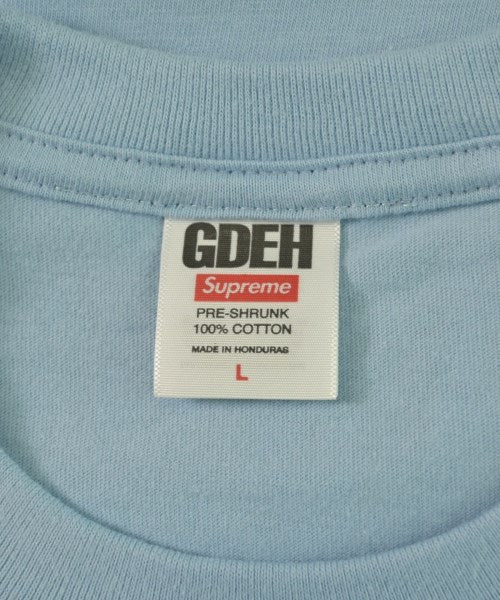 GDEH
Supreme
PRE-SHRUNK
100% COTTON
MADE IN HONDURAS
L